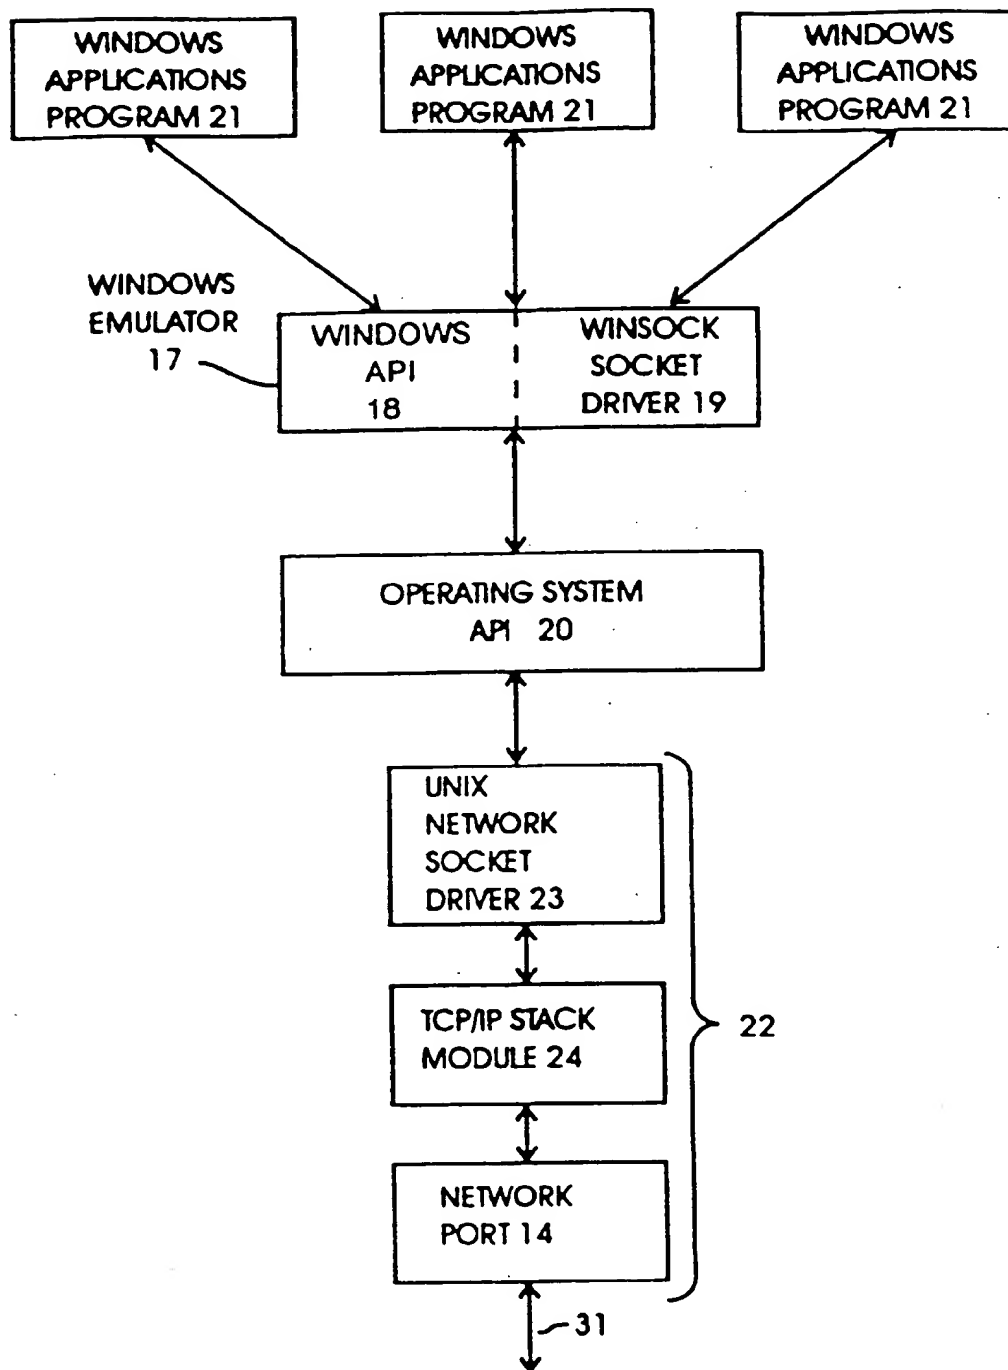 WINDOWS
APPLICATIONS
PROGRAM 21
WINDOWS
APPLICATIONS
PROGRAM 21
WINDOWS
APPLICATIONS
PROGRAM 21
WINDOWS
EMULATOR
17
WINDOWS
API
18
WINSOCK
SOCKET
DRIVER 19
OPERATING SYSTEM
API 20
UNIX
NETWORK
SOCKET
DRIVER 23
TCP/IP STACK
MODULE 24
22
NETWORK
PORT 14
31